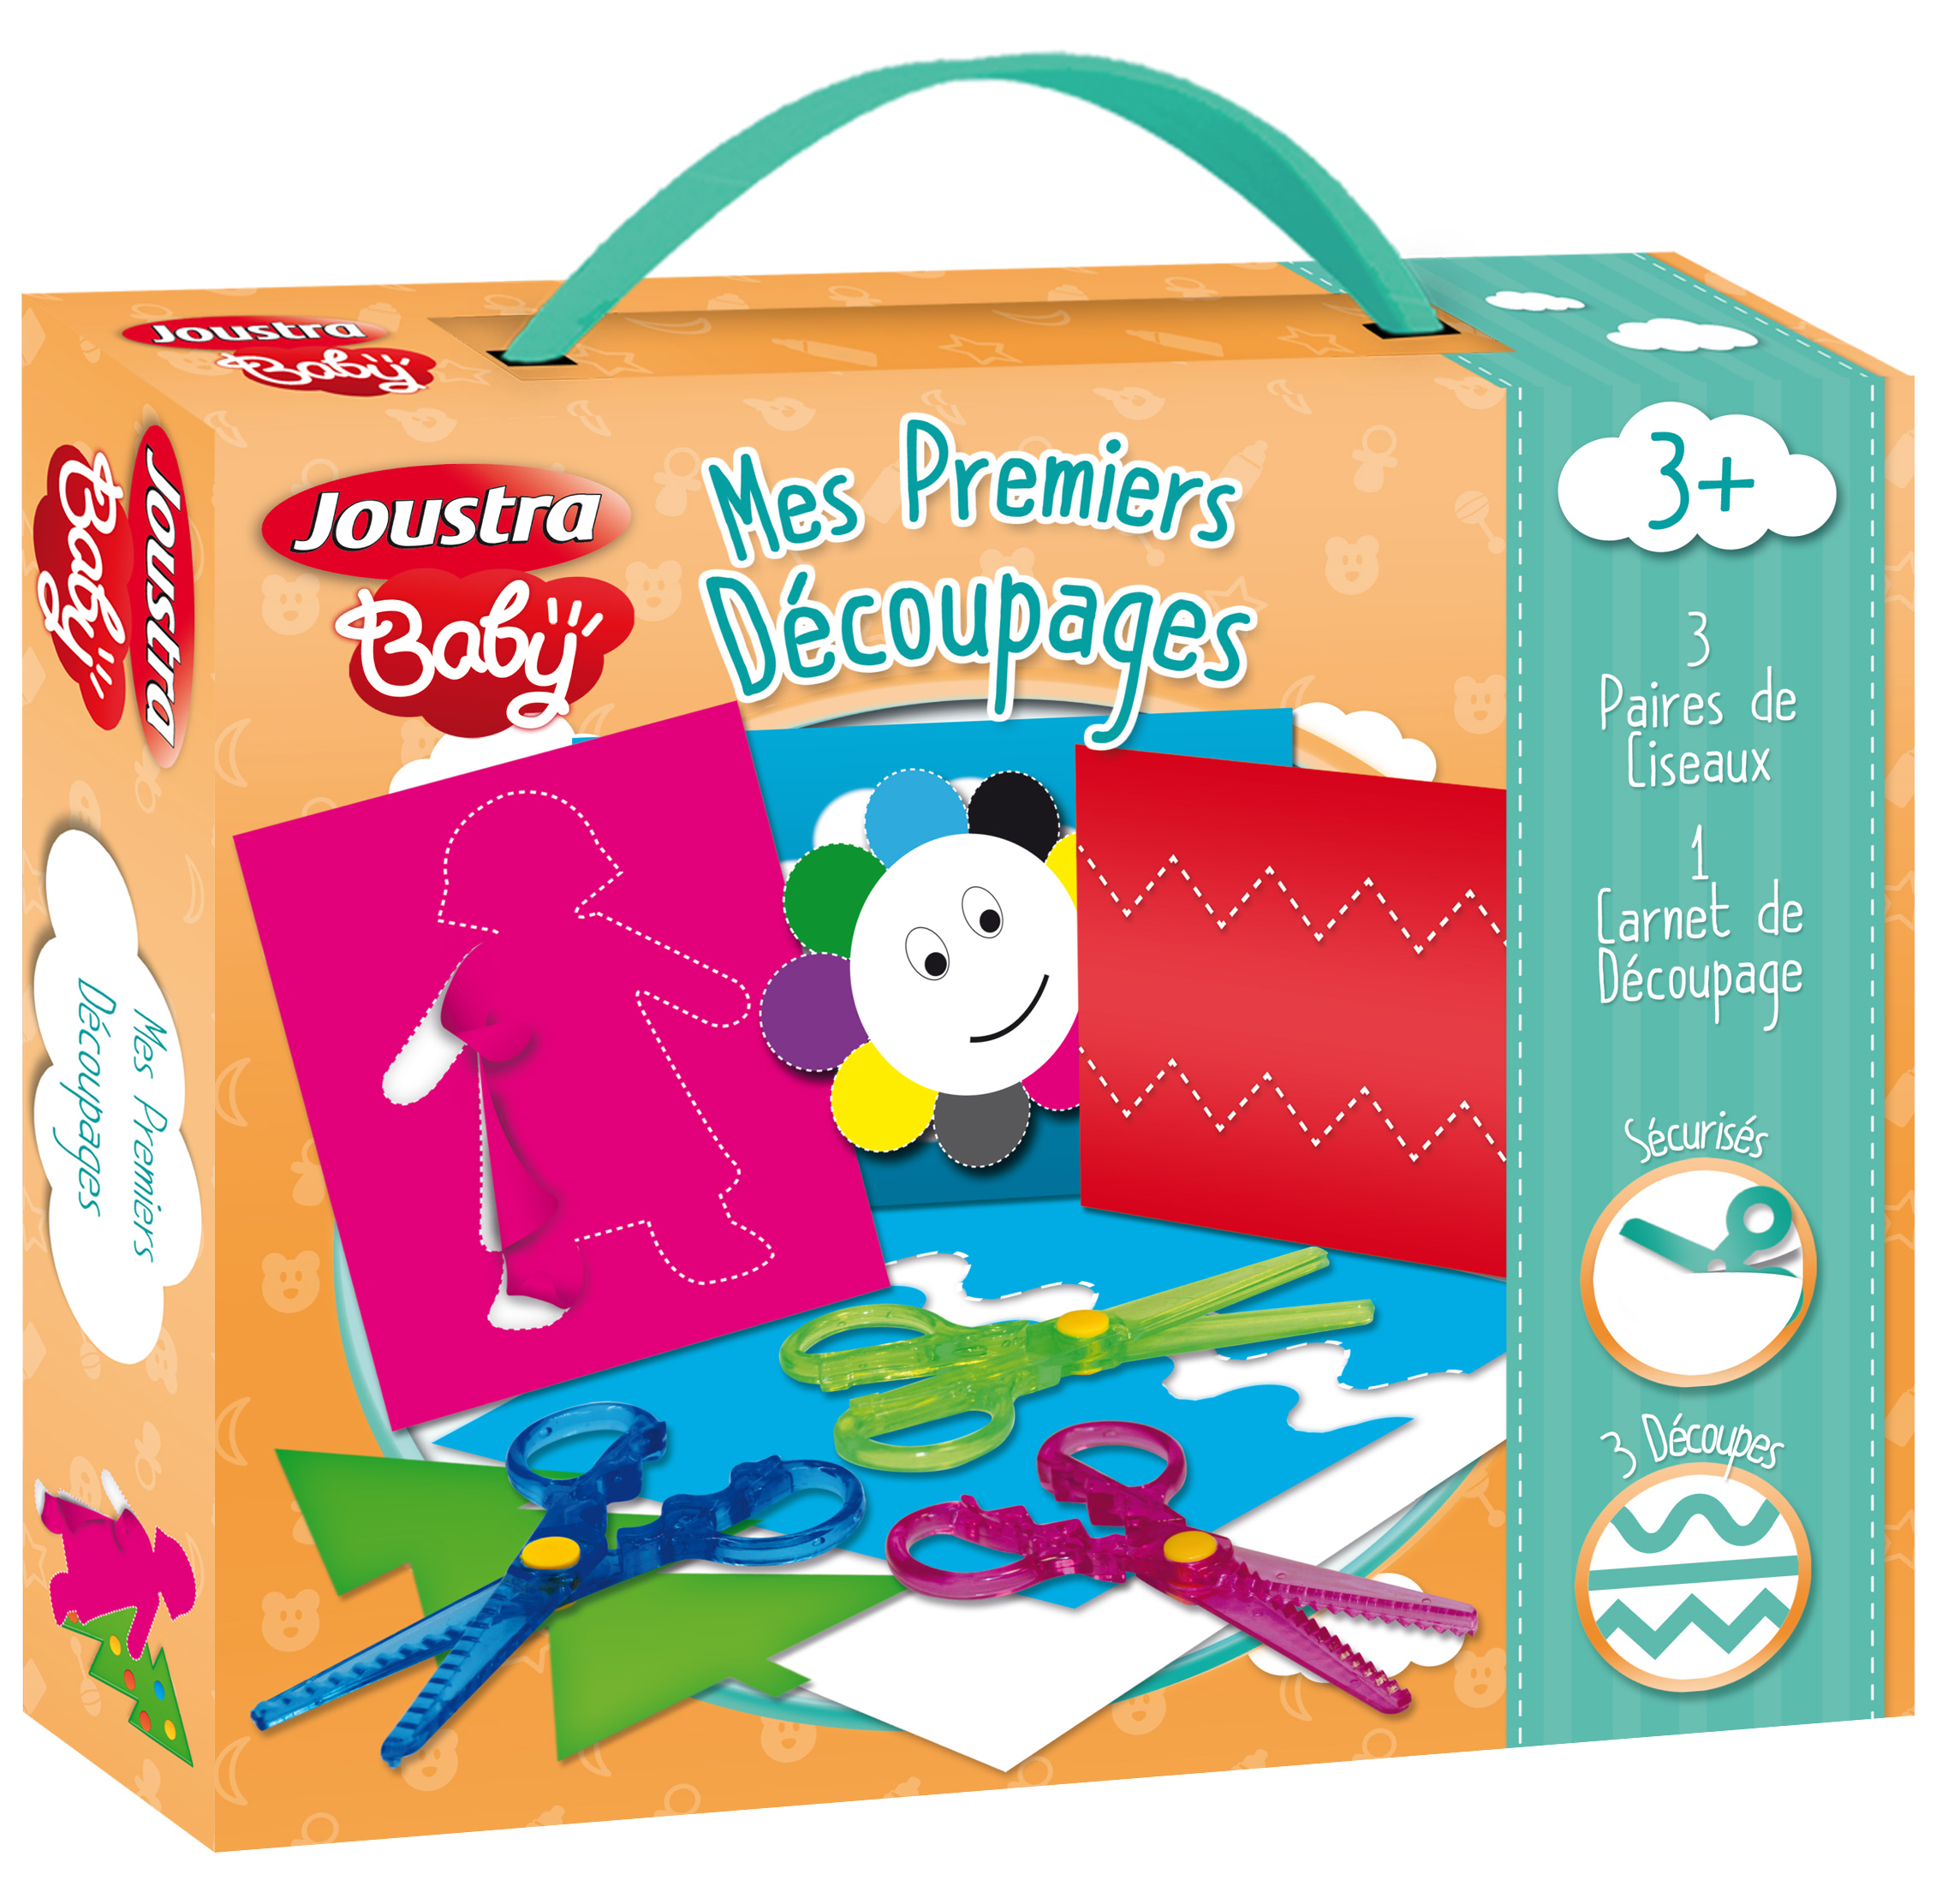 Joustra
Baby
Joustra
Baby
Mes Premiers
Découpages
Joustra
Baby
Mes Premiers
Découpages
3+
3
Paires de
Ciseaux
1
Carnet de
Découpage
Sécurisés
3 Découpes